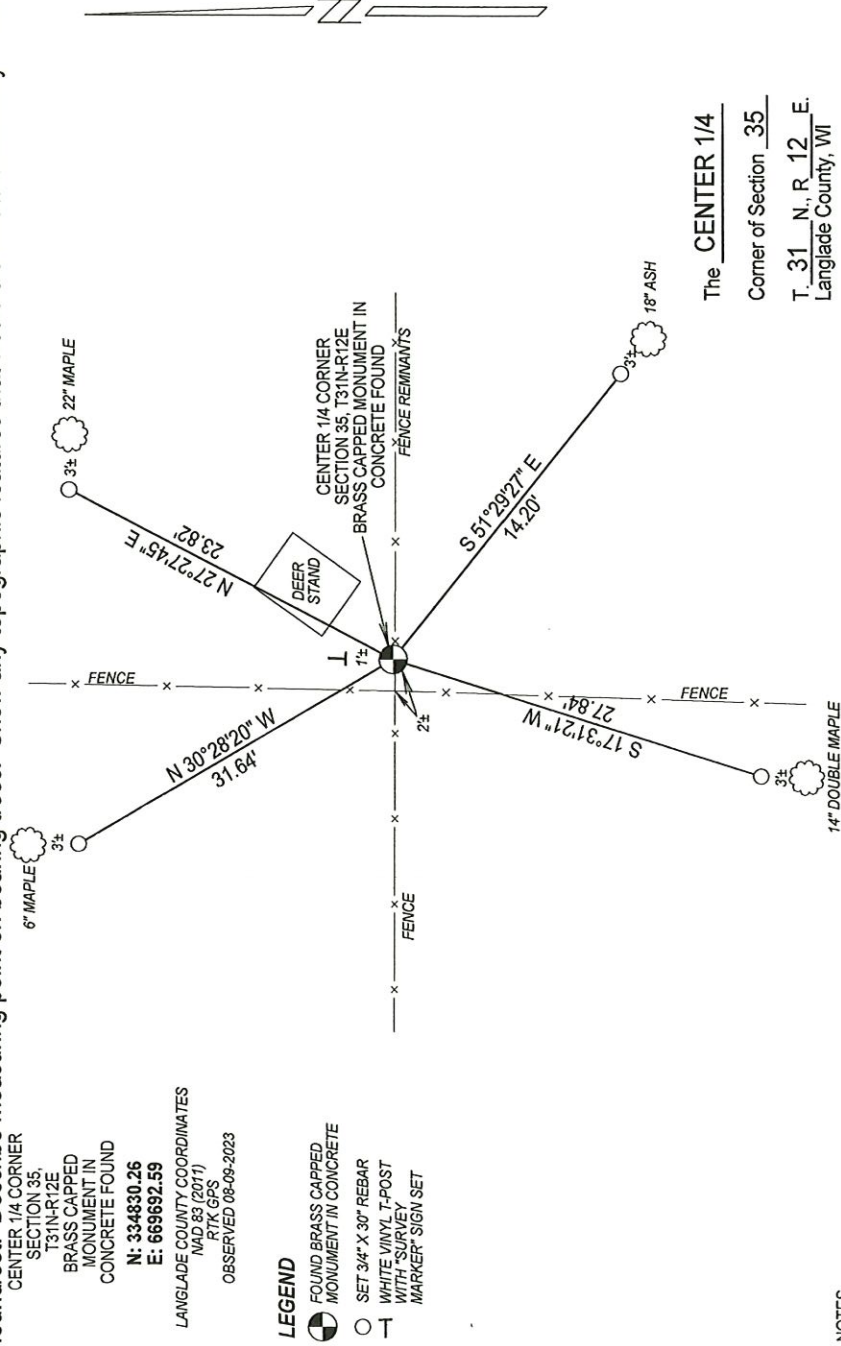 CENTER 1/4 CORNER
SECTION 35,
T31N-R12E
BRASS CAPPED
MONUMENT IN
CONCRETE FOUND
N: 334830.26
E: 669692.59
LANGLADE COUNTY COORDINATES
NAD 83 (2011)
RTK GPS
OBSERVED 08-09-2023
LEGEND
FOUND BRASS CAPPED
MONUMENT IN CONCRETE
SET 3/4" X 30" REBAR
WHITE VINYL T-POST
WITH "SURVEY
MARKER" SIGN SET
6" MAPLE
3'±
N 30°28'20" W
31.64'
FENCE
22" MAPLE
3'±
N 27°27'45" E
23.82'
DEER
STAND
CENTER 1/4 CORNER
SECTION 35, T31N-R12E
BRASS CAPPED MONUMENT IN
CONCRETE FOUND
FENCE REMNANTS
1'±
2'±
FENCE
S 51°29'27" E
14.20'
3'±
18" ASH
S 17°31'21" W
27.84'
FENCE
3'±
14" DOUBLE MAPLE
The CENTER 1/4
Corner of Section 35
T. 31 N., R 12 E.
Langlade County, WI
NOTES